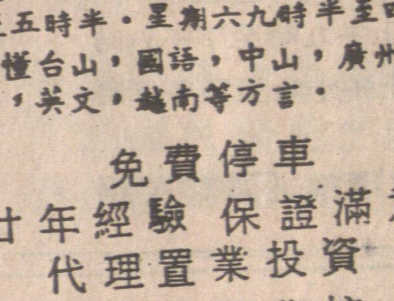 五時半。星期六九時半至
懂台山，國語，中山，廣州
，英文，越南等方言。
免費停車
廿年經驗 保證滿
代理置業投資